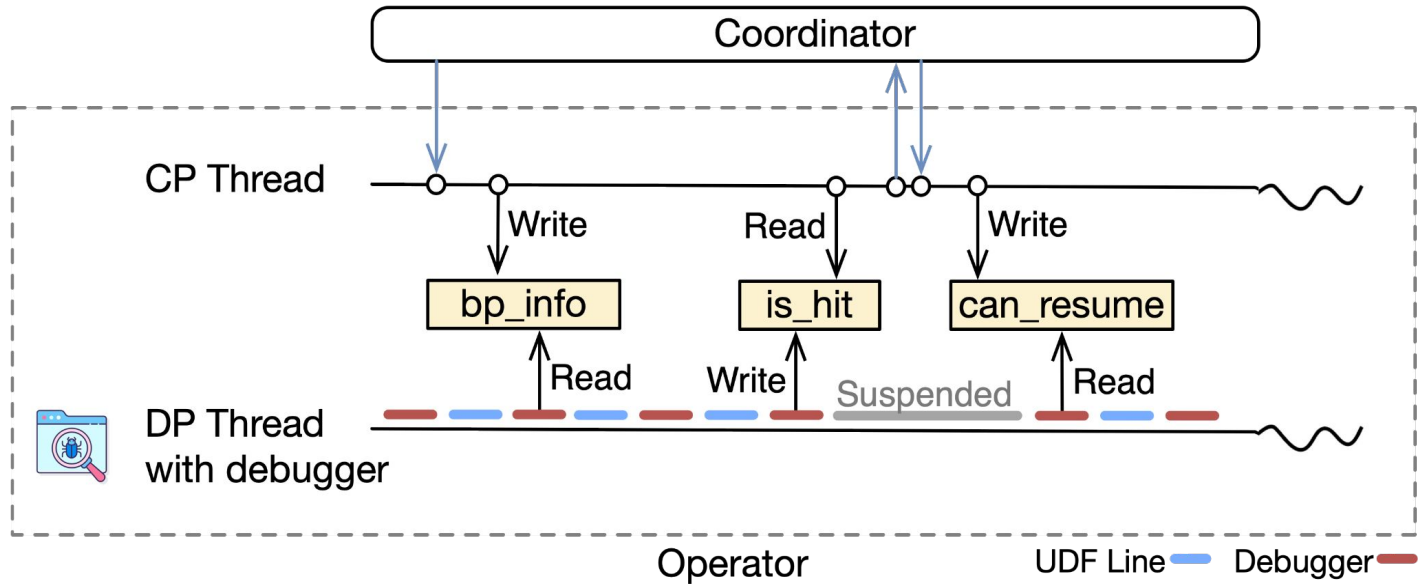 Coordinator
CP Thread
Write
Read
Write
bp_info
is_hit
can_resume
Read
Write
Suspended
Read
DP Thread
with debugger
Operator
UDF Line
Debugger